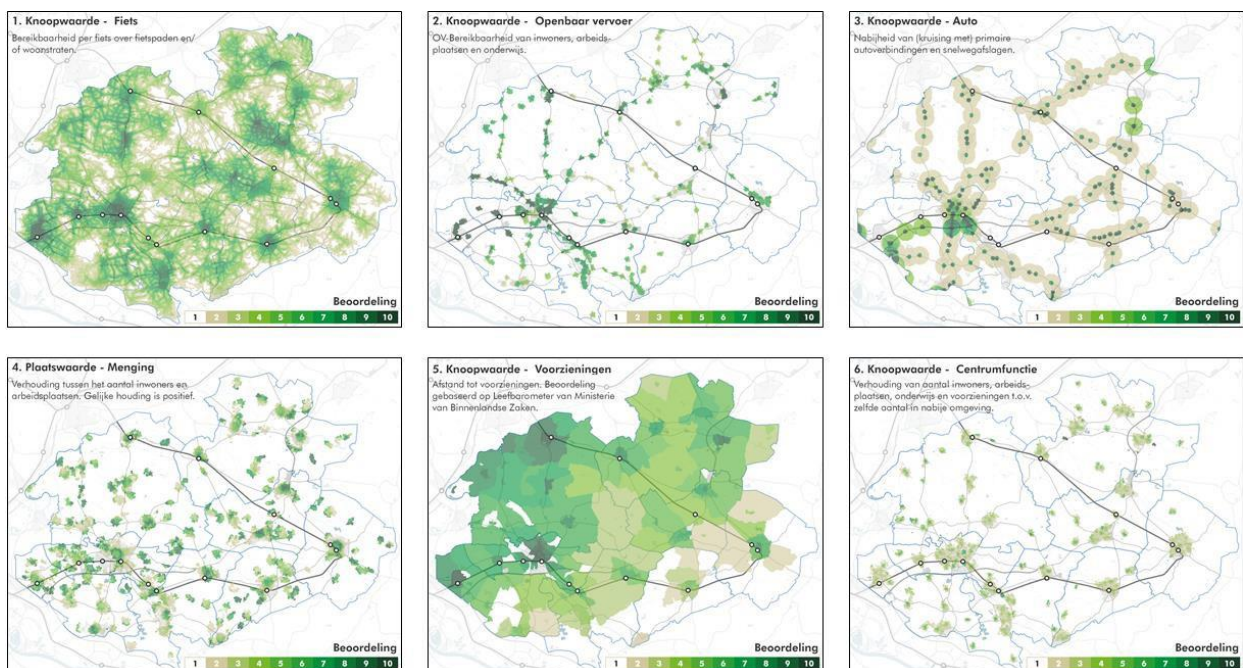 1. Knoopwaarde - Fiets
Bereikbaarheid per fiets over fietspaden en/
of woonstraten.
Beoordeling
1 2 3 4 5 6 7 8 9 10
2. Knoopwaarde - Openbaar vervoer
OV-Bereikbaarheid van inwoners, arbeids-
plaatsen en onderwijs.
Beoordeling
1 2 3 4 5 6 7 8 9 10
3. Knoopwaarde - Auto
Nabijheid van (kruising met) primaire
autoverbindingen en snelwegafslagen.
Beoordeling
1 2 3 4 5 6 7 8 9 10
4. Plaatswaarde - Menging
Verhouding tussen het aantal inwoners en
arbeidsplaatsen. Gelijke houding is positief.
Beoordeling
1 2 3 4 5 6 7 8 9 10
5. Knoopwaarde - Voorzieningen
Afstand tot voorzieningen. Beoordeling
gebaseerd op Leefbarometer van Ministerie
van Binnenlandse Zaken.
Beoordeling
1 2 3 4 5 6 7 8 9 10
6. Knoopwaarde - Centrumfunctie
Verhouding van aantal inwoners, arbeids-
plaatsen, onderwijs en voorzieningen t.o.v.
zelfde aantal in nabije omgeving.
Beoordeling
1 2 3 4 5 6 7 8 9 10